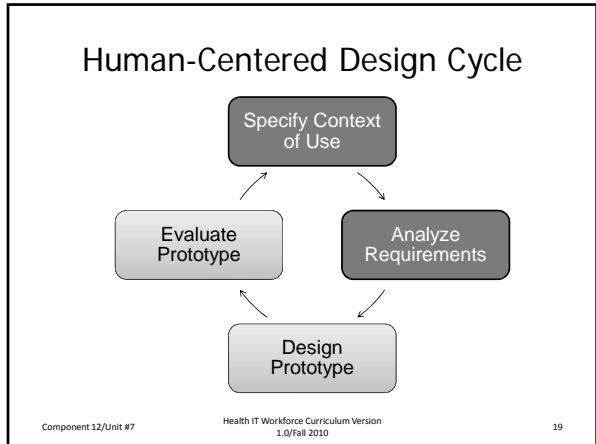 Human-Centered Design Cycle
Specify Context
of Use
Analyze
Requirements
Design
Prototype
Evaluate
Prototype
Component 12/Unit #7
Health IT Workforce Curriculum Version
1.0/Fall 2010
19